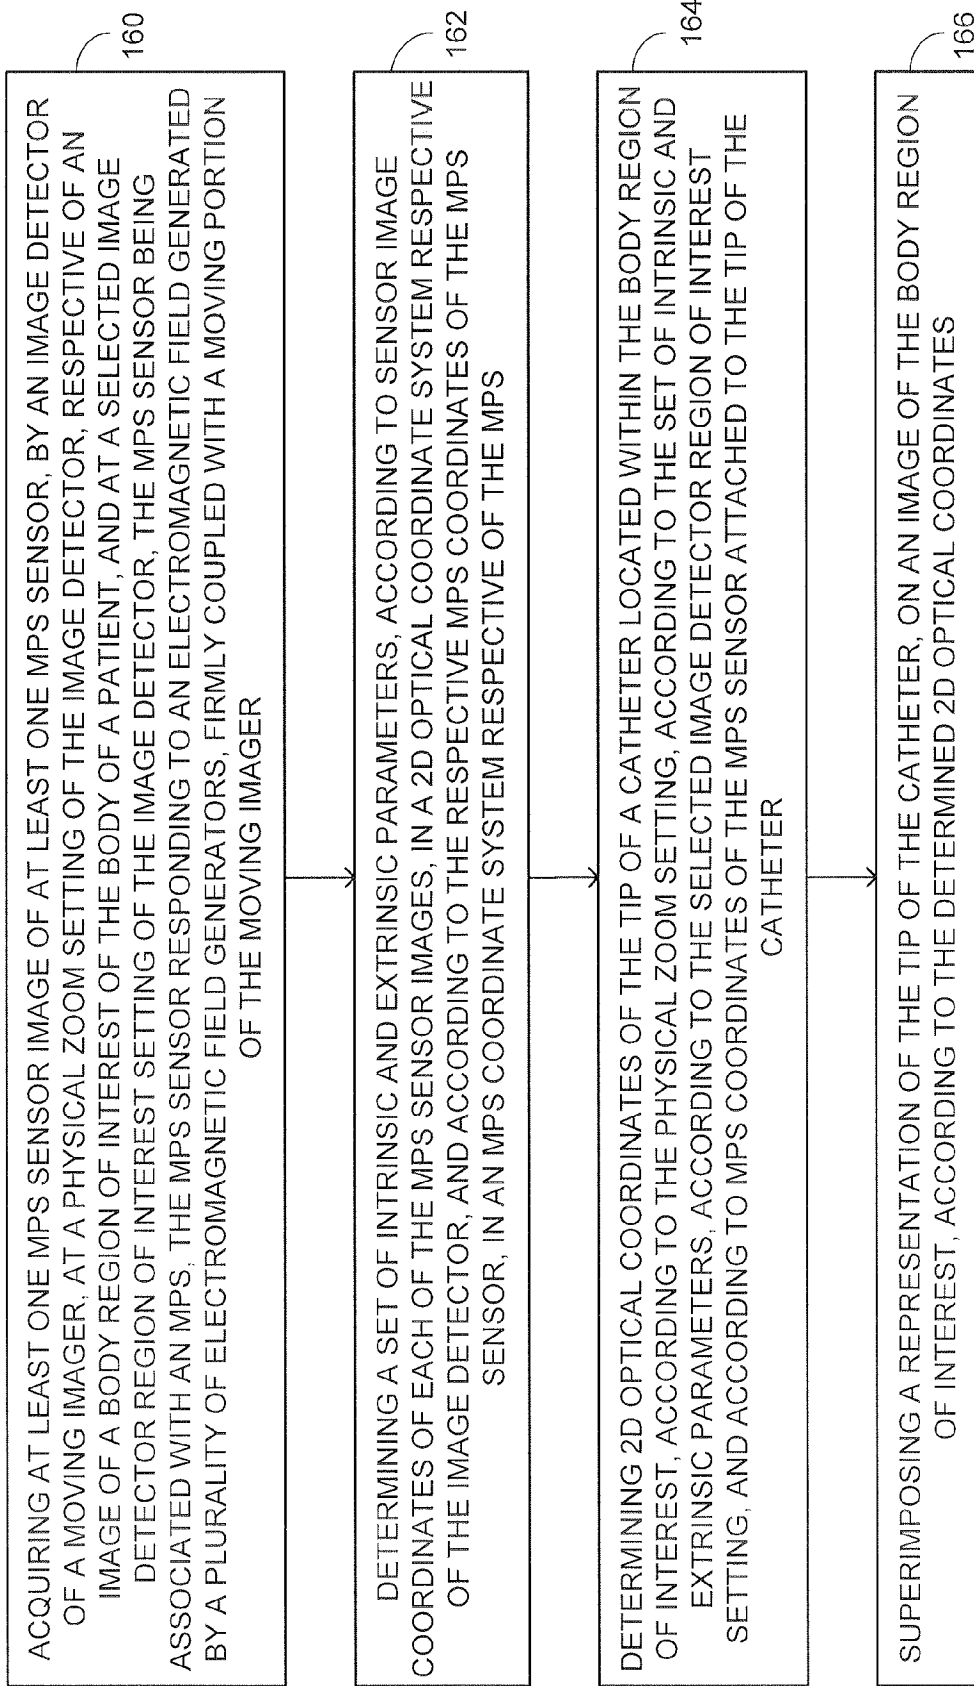 ACQUIRING AT LEAST ONE MPS SENSOR IMAGE OF AT LEAST ONE MPS SENSOR, BY AN IMAGE DETECTOR
OF A MOVING IMAGER, AT A PHYSICAL ZOOM SETTING OF THE IMAGE DETECTOR, RESPECTIVE OF AN
IMAGE OF A BODY REGION OF INTEREST OF THE BODY OF A PATIENT, AND AT A SELECTED IMAGE
DETECTOR REGION OF INTEREST SETTING OF THE IMAGE DETECTOR, THE MPS SENSOR BEING
ASSOCIATED WITH AN MPS, THE MPS SENSOR RESPONDING TO AN ELECTROMAGNETIC FIELD GENERATED
BY A PLURALITY OF ELECTROMAGNETIC FIELD GENERATORS, FIRMLY COUPLED WITH A MOVING PORTION
OF THE MOVING IMAGER
160
DETERMINING A SET OF INTRINSIC AND EXTRINSIC PARAMETERS, ACCORDING TO SENSOR IMAGE
COORDINATES OF EACH OF THE MPS SENSOR IMAGES, IN A 2D OPTICAL COORDINATE SYSTEM RESPECTIVE
OF THE IMAGE DETECTOR, AND ACCORDING TO THE RESPECTIVE MPS COORDINATES OF THE MPS
SENSOR, IN AN MPS COORDINATE SYSTEM RESPECTIVE OF THE MPS
162
DETERMINING 2D OPTICAL COORDINATES OF THE TIP OF A CATHETER LOCATED WITHIN THE BODY REGION
OF INTEREST, ACCORDING TO THE PHYSICAL ZOOM SETTING, ACCORDING TO THE SET OF INTRINSIC AND
EXTRINSIC PARAMETERS, ACCORDING TO THE SELECTED IMAGE DETECTOR REGION OF INTEREST
SETTING, AND ACCORDING TO MPS COORDINATES OF THE MPS SENSOR ATTACHED TO THE TIP OF THE
CATHETER
164
SUPERIMPOSING A REPRESENTATION OF THE TIP OF THE CATHETER, ON AN IMAGE OF THE BODY REGION
OF INTEREST, ACCORDING TO THE DETERMINED 2D OPTICAL COORDINATES
166